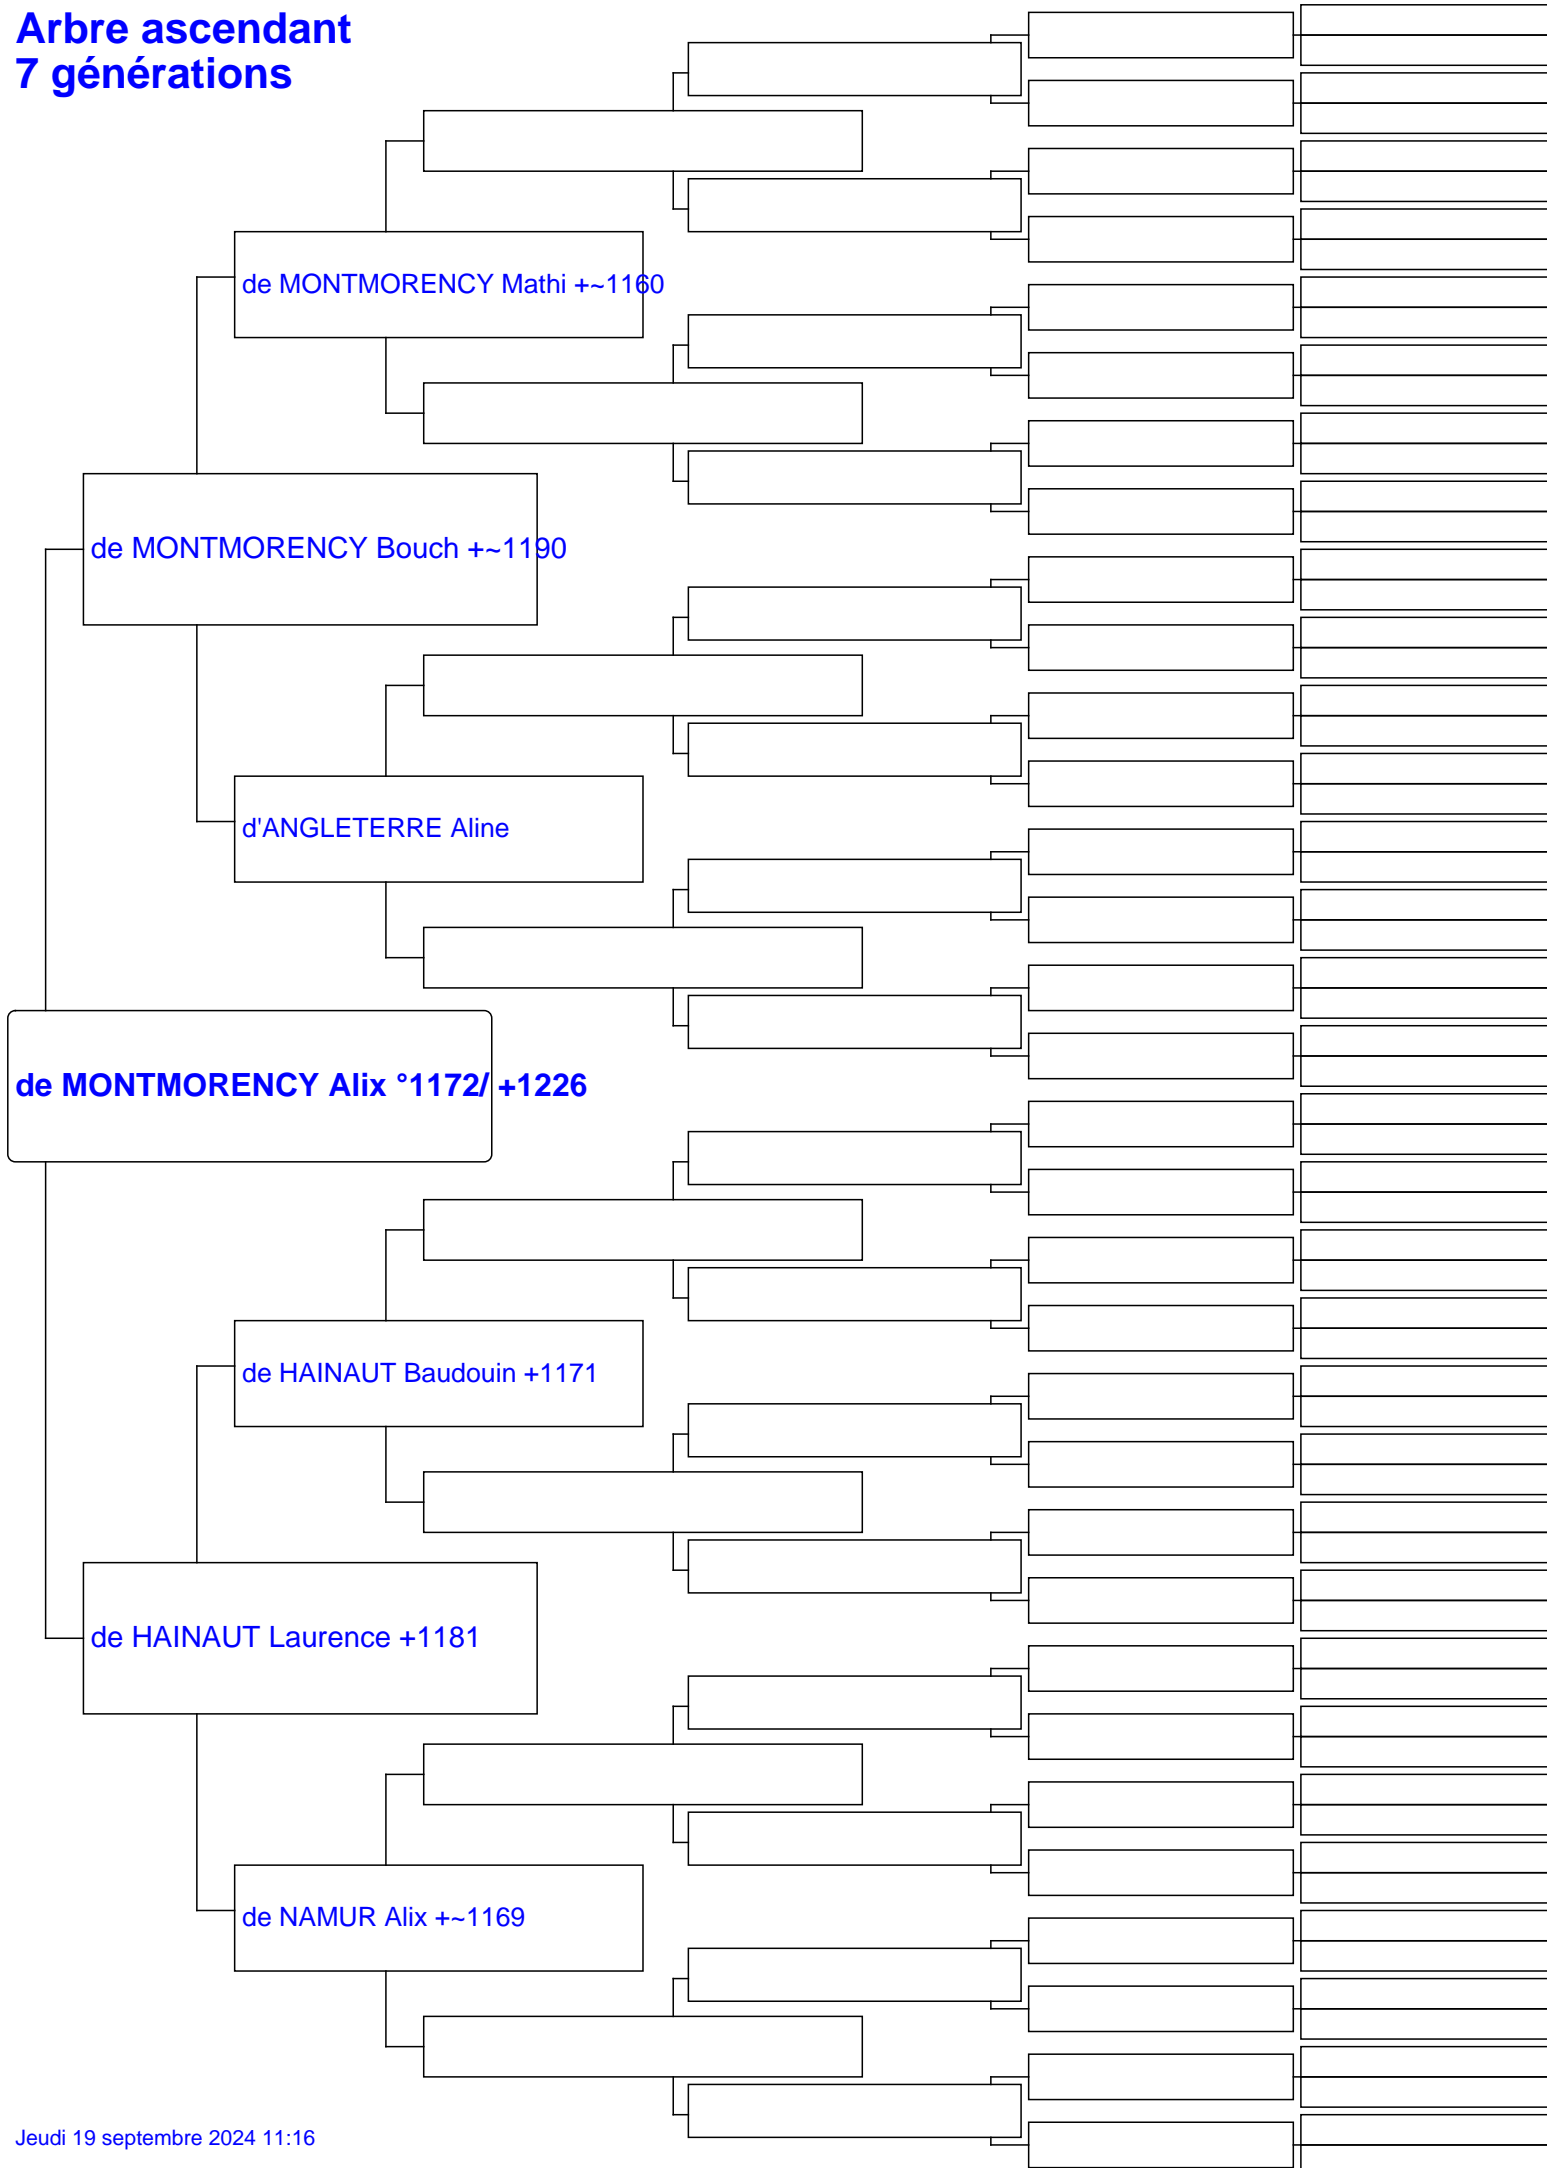 Arbre ascendant
7 générations
de MONTMORENCY Mathi +~1160
de MONTMORENCY Bouch +~1190
d'ANGLETERRE Aline
de MONTMORENCY Alix °1172/ +1226
de HAINAUT Baudouin +1171
de HAINAUT Laurence +1181
de NAMUR Alix +~1169
Jeudi 19 septembre 2024 11:16